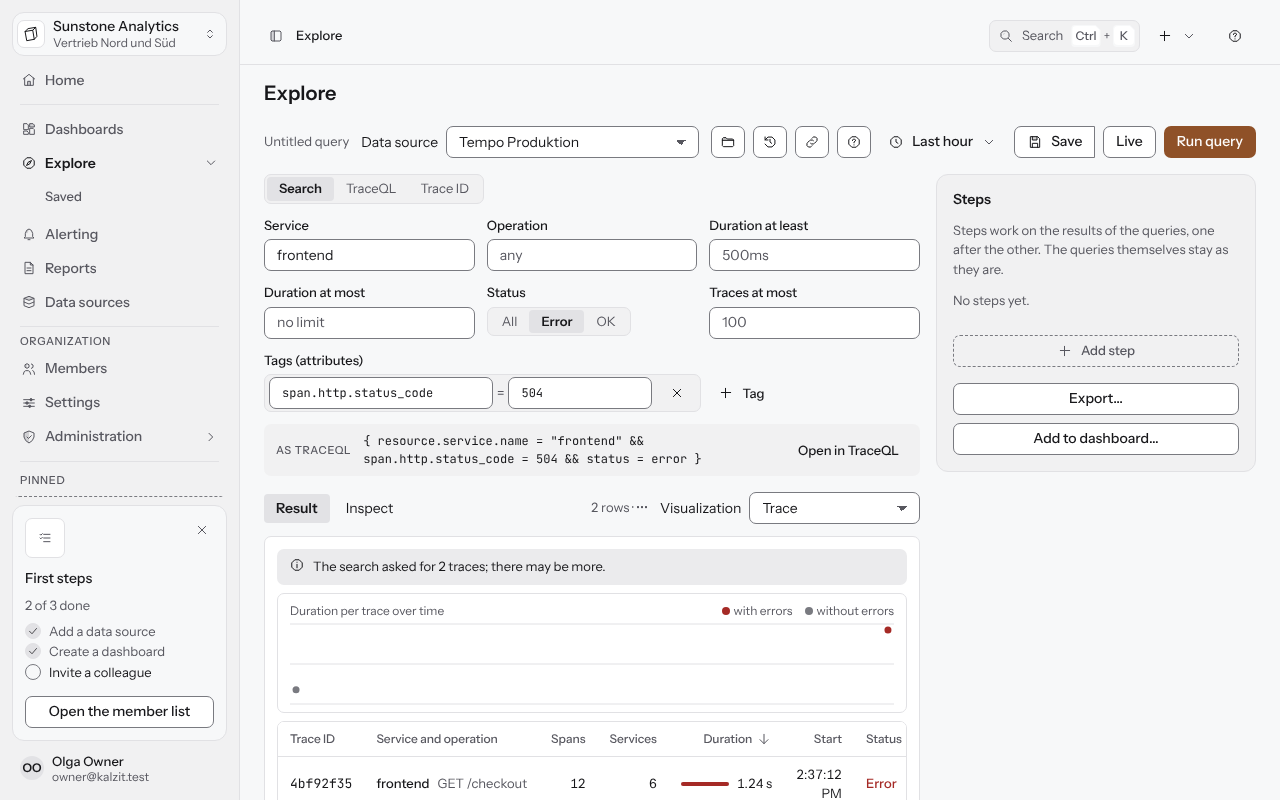 Sunstone Analytics
Vertrieb Nord und Süd
Home
Dashboards
Explore
Saved
Alerting
Reports
Data sources
ORGANIZATION
Members
Settings
Administration
PINNED
First steps
2 of 3 done
Add a data source
Create a dashboard
Invite a colleague
Open the member list
OO
Olga Owner
owner@kalzit.test
Explore
Search Ctrl + K
Explore
Untitled query Data source Tempo Produktion Last hour Save Live Run query
Search TraceQL Trace ID
Service Operation Duration at least
frontend any 500ms
Duration at most Status Traces at most
no limit All Error OK 100
Tags (attributes)
span.http.status_code = 504 Tag
AS TRACEQL { resource.service.name = "frontend" &&
span.http.status_code = 504 && status = error } Open in TraceQL
Result Inspect 2 rows · ··· Visualization Trace
The search asked for 2 traces; there may be more.
Duration per trace over time with errors without errors
Trace ID Service and operation Spans Services Duration Start Status
4bf92f35 frontend GET /checkout 12 6 1.24 s 2:37:12 PM Error
Steps
Steps work on the results of the queries, one
after the other. The queries themselves stay as
they are.
No steps yet.
Add step
Export...
Add to dashboard...